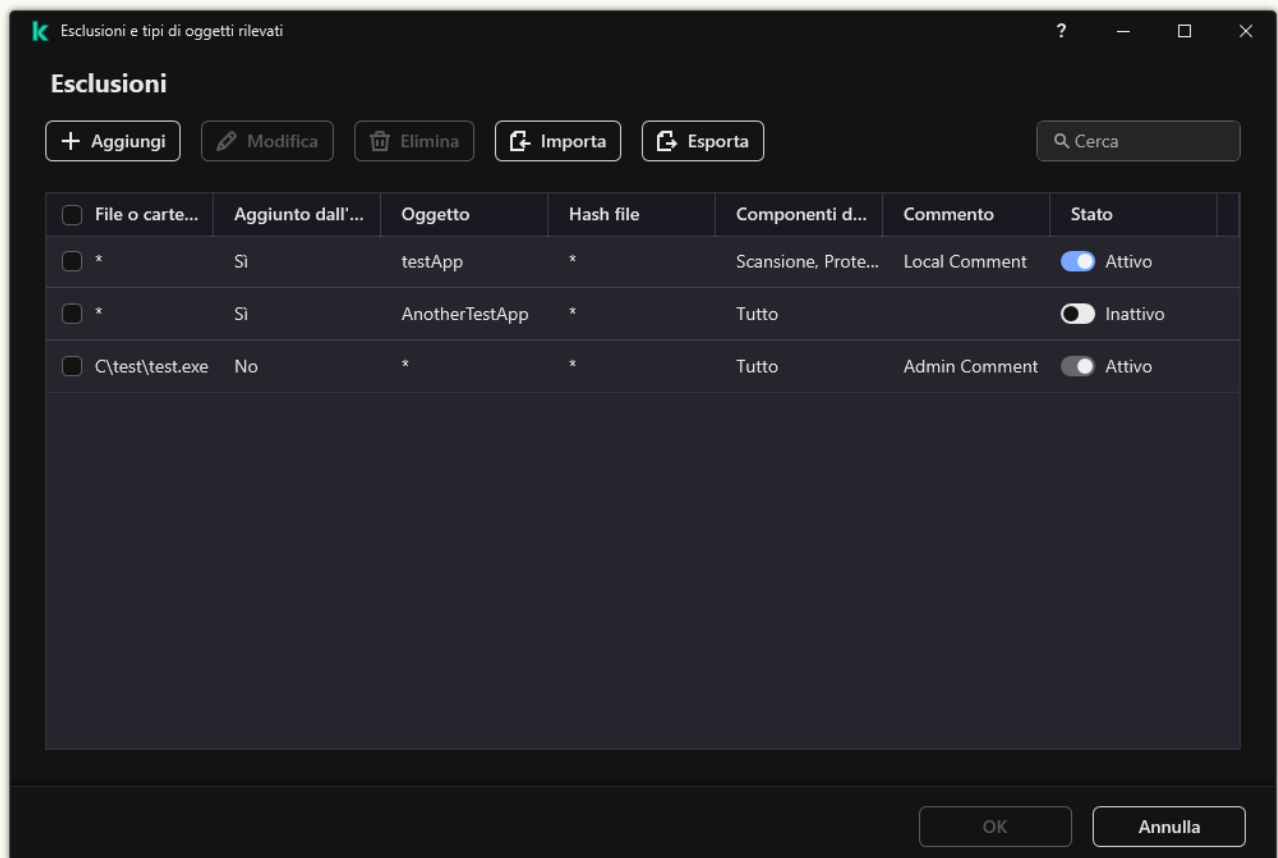 Esclusioni e tipi di oggetti rilevati ?
Esclusioni
Aggiungi Modifica Elimina Importa Esporta Cerca
File o carte... Aggiunto dall'... Oggetto Hash file Componenti d... Commento Stato
* Sì testApp * Scansione, Prote... Local Comment Attivo
* Sì AnotherTestApp * Tutto Inattivo
C\test\test.exe No * * Tutto Admin Comment Attivo
OK Annulla